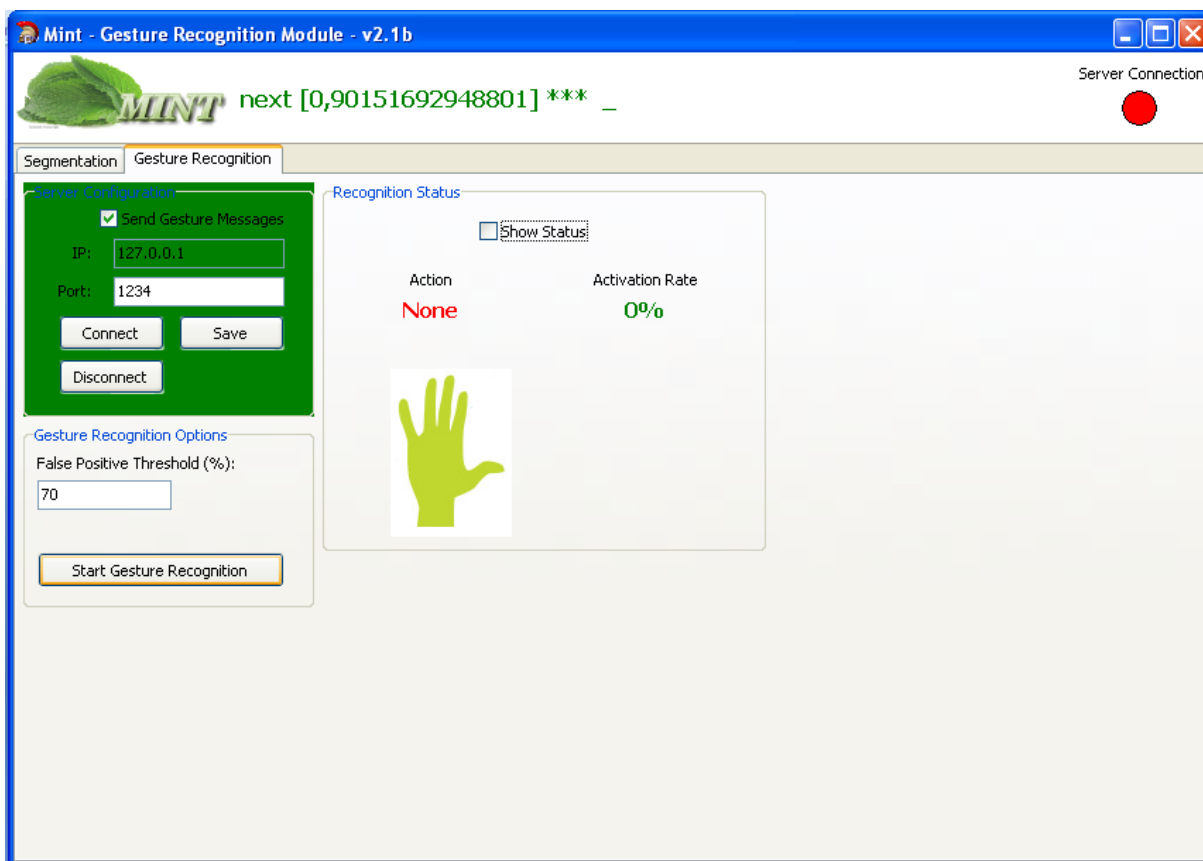 Mint - Gesture Recognition Module - v2.1b
MINT
next [0,90151692948801] *** _
Server Connection
Segmentation
Gesture Recognition
Server Configuration
Send Gesture Messages
IP:
127.0.0.1
Port:
1234
Connect
Save
Disconnect
Gesture Recognition Options
False Positive Threshold (%):
70
Start Gesture Recognition
Recognition Status
Show Status
Action
Activation Rate
None
0%